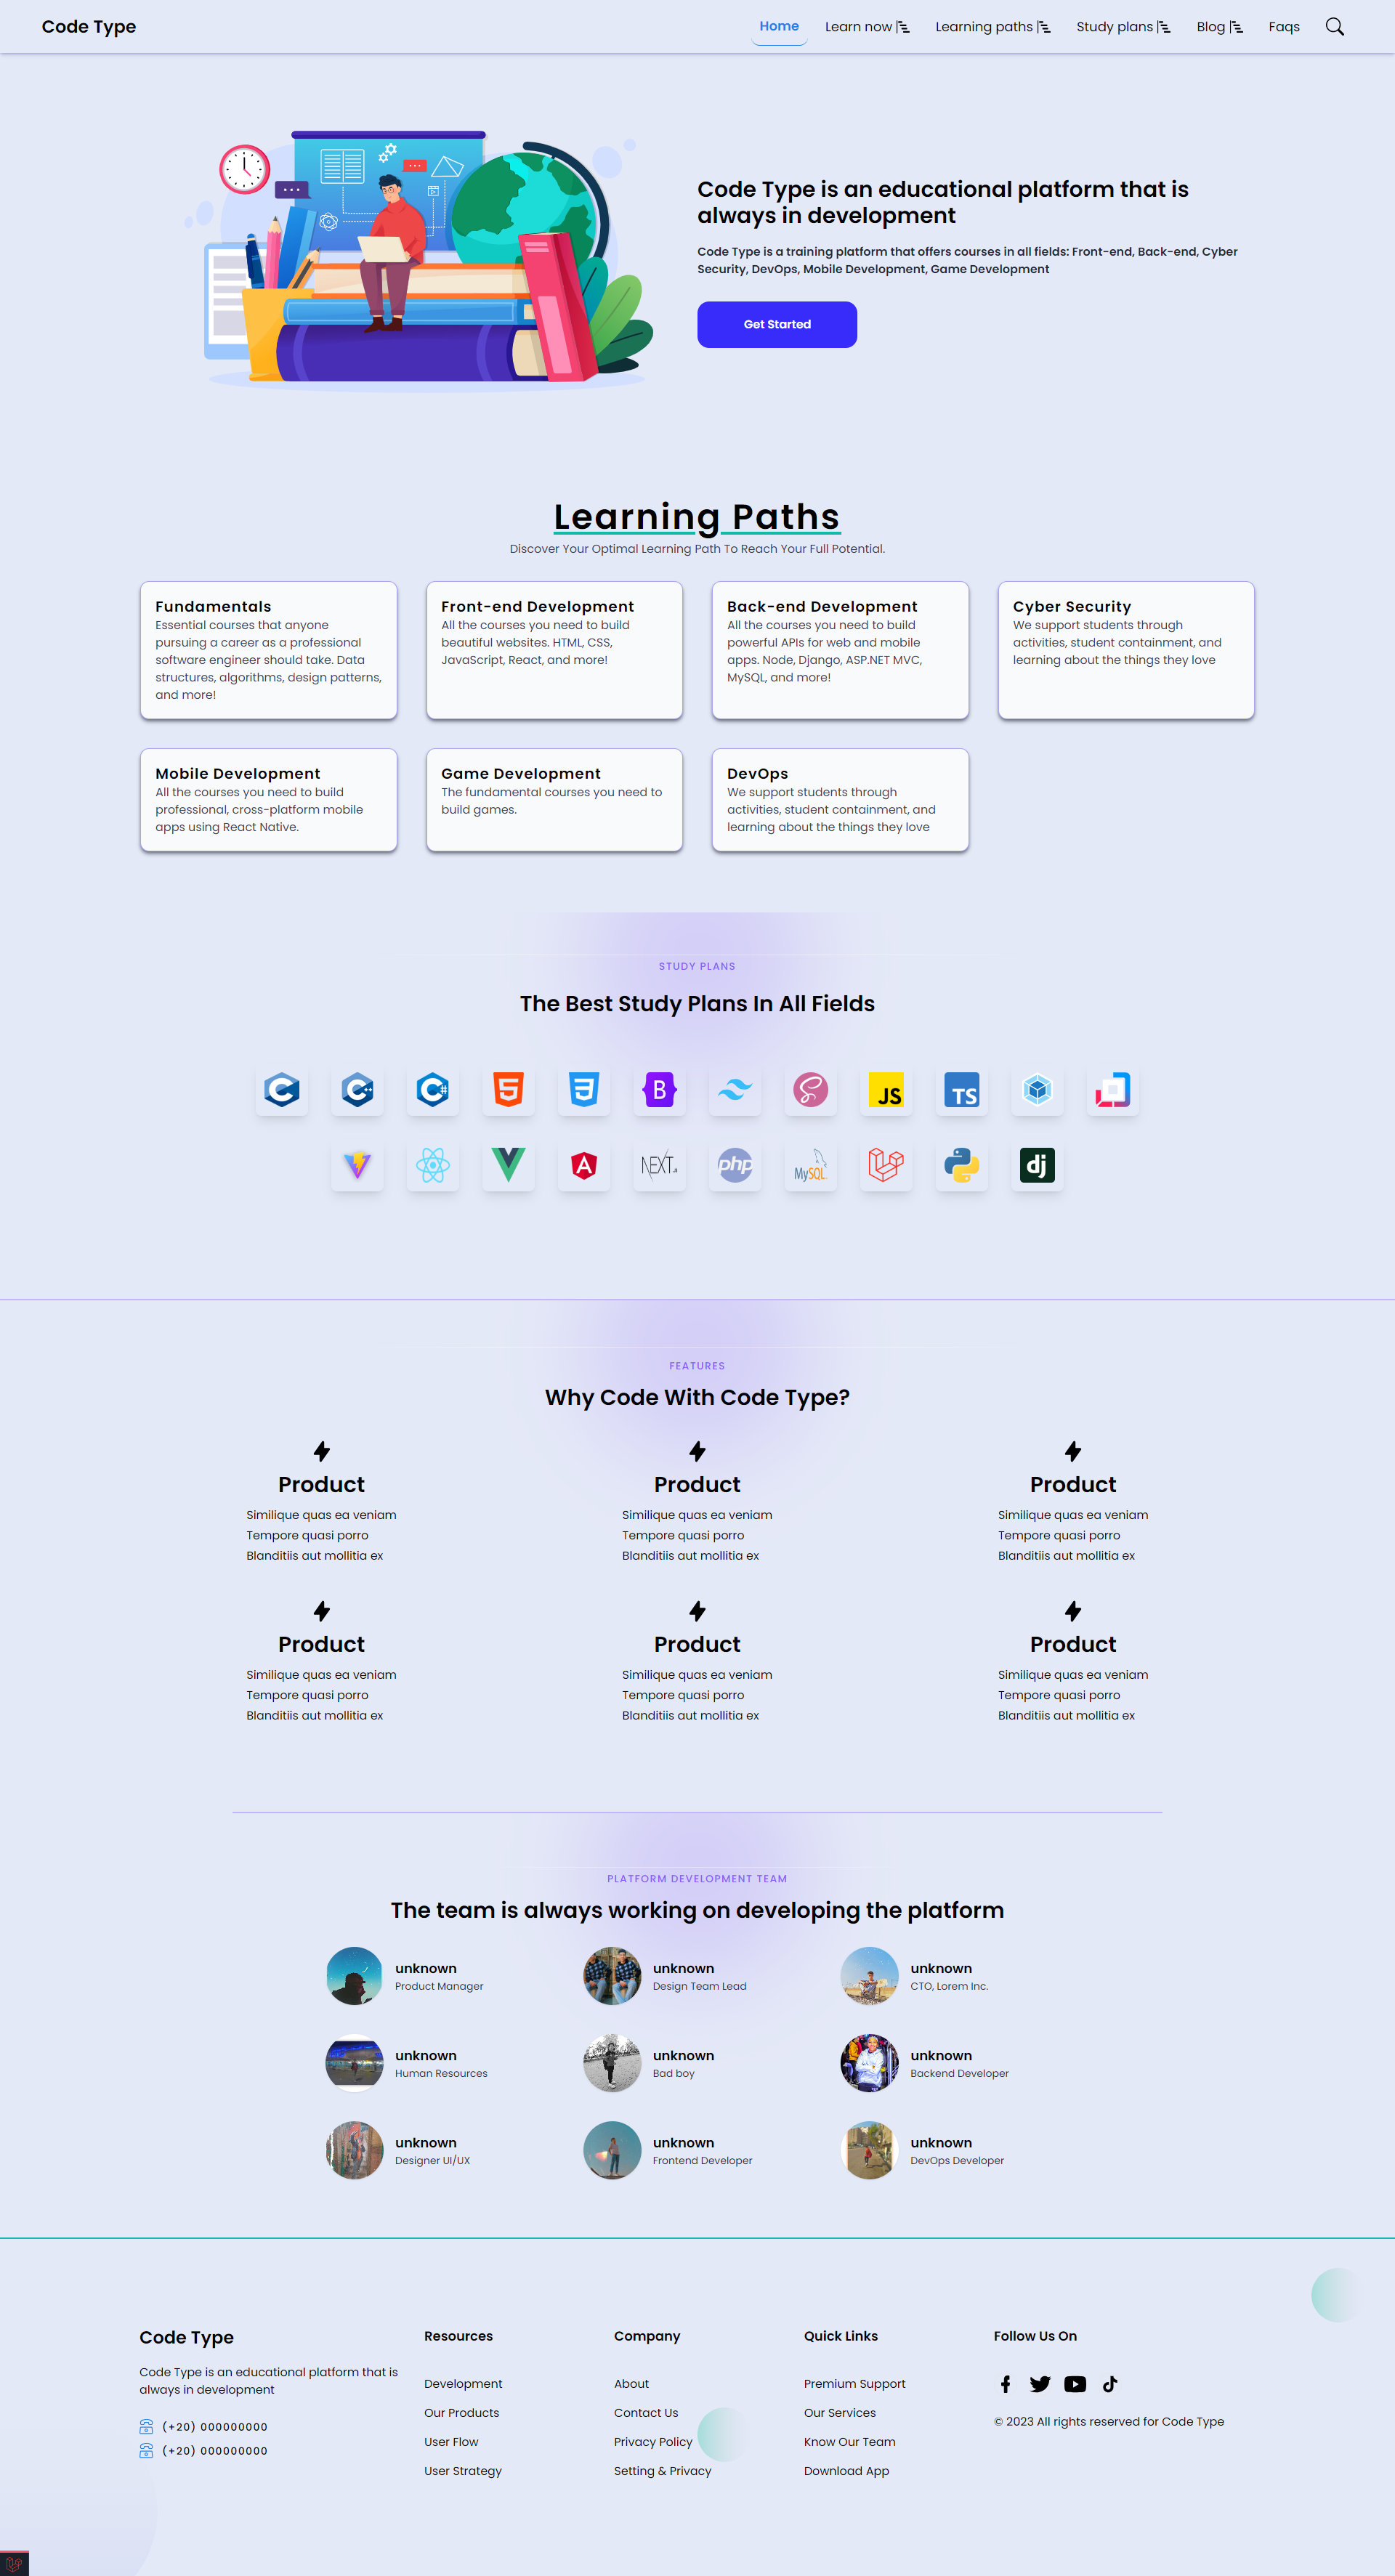 Code Type
Home
Learn now
Learning paths
Study plans
Blog
Faqs
Code Type is an educational platform that is
always in development
Code Type is a training platform that offers courses in all fields: Front-end, Back-end, Cyber
Security, DevOps, Mobile Development, Game Development
Get Started
Learning Paths
Discover Your Optimal Learning Path To Reach Your Full Potential.
Fundamentals
Essential courses that anyone
pursuing a career as a professional
software engineer should take. Data
structures, algorithms, design patterns,
and more!
Front-end Development
All the courses you need to build
beautiful websites. HTML, CSS,
JavaScript, React, and more!
Back-end Development
All the courses you need to build
powerful APIs for web and mobile
apps. Node, Django, ASP.NET MVC,
MySQL, and more!
Cyber Security
We support students through
activities, student containment, and
learning about the things they love
Mobile Development
All the courses you need to build
professional, cross-platform mobile
apps using React Native.
Game Development
The fundamental courses you need to
build games.
DevOps
We support students through
activities, student containment, and
learning about the things they love
STUDY PLANS
The Best Study Plans In All Fields
C
C++
C#
5
3
B
JS
TS
A
NEXT.js
php
MySQL
dj
FEATURES
Why Code With Code Type?
Product
Similique quas ea veniam
Tempore quasi porro
Blanditiis aut mollitia ex
Product
Similique quas ea veniam
Tempore quasi porro
Blanditiis aut mollitia ex
Product
Similique quas ea veniam
Tempore quasi porro
Blanditiis aut mollitia ex
Product
Similique quas ea veniam
Tempore quasi porro
Blanditiis aut mollitia ex
Product
Similique quas ea veniam
Tempore quasi porro
Blanditiis aut mollitia ex
Product
Similique quas ea veniam
Tempore quasi porro
Blanditiis aut mollitia ex
PLATFORM DEVELOPMENT TEAM
The team is always working on developing the platform
unknown
Product Manager
unknown
Design Team Lead
unknown
CTO, Lorem Inc.
unknown
Human Resources
unknown
Bad boy
unknown
Backend Developer
unknown
Designer UI/UX
unknown
Frontend Developer
unknown
DevOps Developer
Code Type
Code Type is an educational platform that is
always in development
(+20) 000000000
(+20) 000000000
Resources
Development
Our Products
User Flow
User Strategy
Company
About
Contact Us
Privacy Policy
Setting & Privacy
Quick Links
Premium Support
Our Services
Know Our Team
Download App
Follow Us On
© 2023 All rights reserved for Code Type